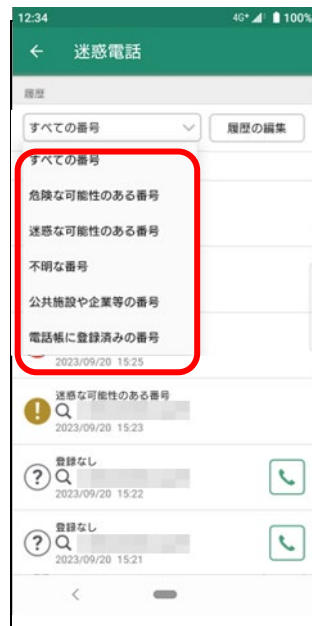 12:34 4G+ 100%
迷惑電話
履歴
すべての番号 履歴の編集
すべての番号
危険な可能性のある番号
迷惑な可能性のある番号
不明な番号
公共施設や企業等の番号
電話帳に登録済みの番号
2023/09/20 15:25
迷惑な可能性のある番号
2023/09/20 15:23
登録なし
2023/09/20 15:22
登録なし
2023/09/20 15:21